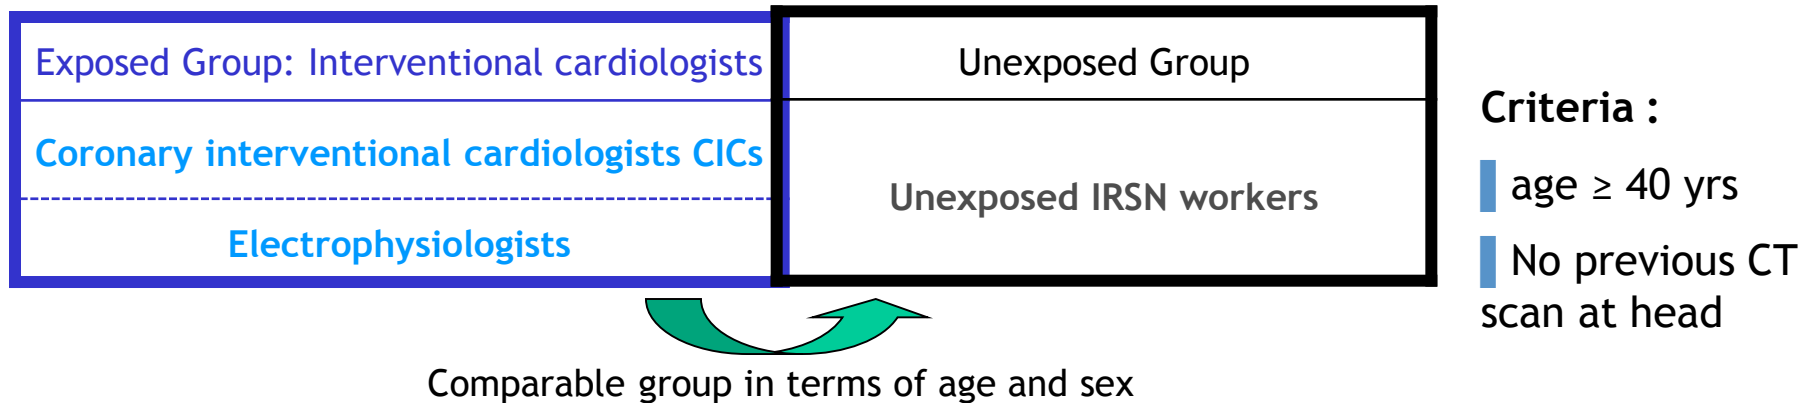 Exposed Group: Interventional cardiologists
Unexposed Group
Coronary interventional cardiologists CICs
Electrophysiologists
Unexposed IRSN workers
Criteria :
age ≥ 40 yrs
No previous CT
scan at head
Comparable group in terms of age and sex